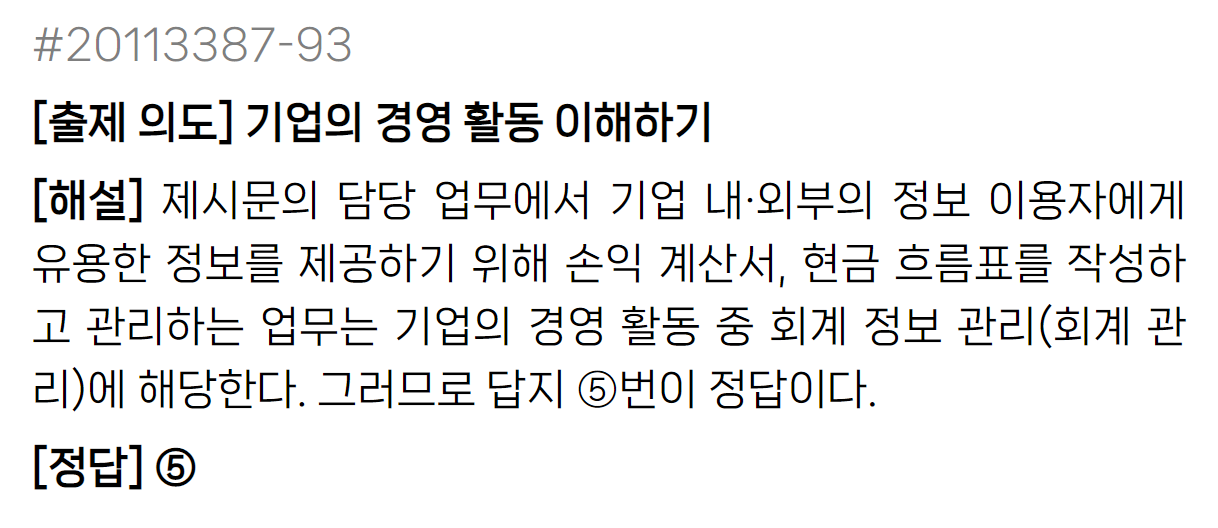 #20113387-93
[출제 의도] 기업의 경영 활동 이해하기
[해설] 제시문의 담당 업무에서 기업 내·외부의 정보 이용자에게
유용한 정보를 제공하기 위해 손익 계산서, 현금 흐름표를 작성하
고 관리하는 업무는 기업의 경영 활동 중 회계 정보 관리(회계 관
리)에 해당한다. 그러므로 답지 ⑤번이 정답이다.
[정답] ⑤